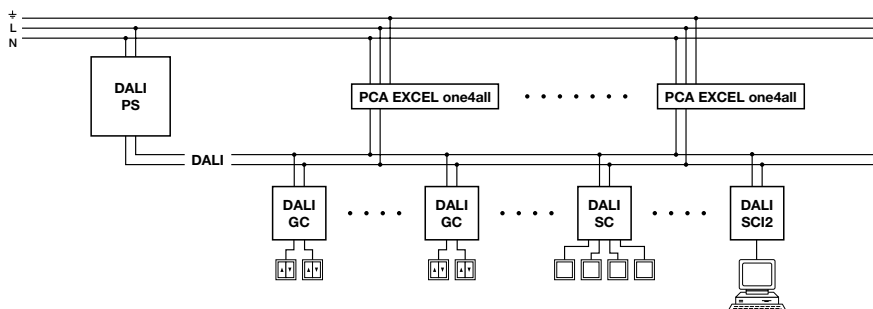 ⏚
L
N
DALI
PS
PCA EXCEL one4all
PCA EXCEL one4all
DALI
DALI
GC
DALI
GC
DALI
SC
DALI
SCI2